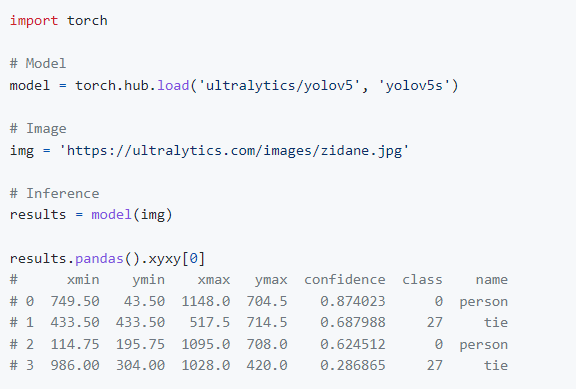 import torch
# Model
model = torch.hub.load('ultralytics/yolov5', 'yolov5s')
# Image
img = 'https://ultralytics.com/images/zidane.jpg'
# Inference
results = model(img)
results.pandas().xyxy[0]
#      xmin    ymin    xmax   ymax  confidence  class    name
# 0  749.50   43.50  1148.0  704.5    0.874023      0  person
# 1  433.50  433.50   517.5  714.5    0.687988     27     tie
# 2  114.75  195.75  1095.0  708.0    0.624512      0  person
# 3  986.00  304.00  1028.0  420.0    0.286865     27     tie